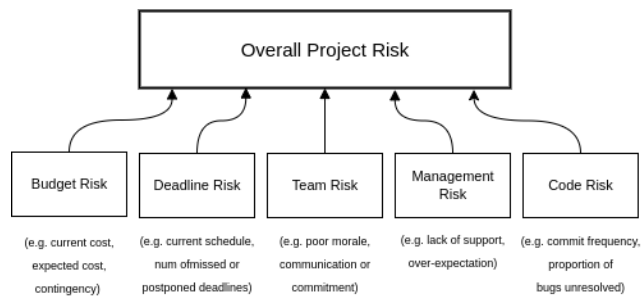 Overall Project Risk
Budget Risk
Deadline Risk
Team Risk
Management
Risk
Code Risk
(e.g. current cost,
expected cost,
contingency)
(e.g. current schedule,
num ofmissed or
postponed deadlines)
(e.g. poor morale,
communication or
commitment)
(e.g. lack of support,
over-expectation)
(e.g. commit frequency,
proportion of
bugs unresolved)